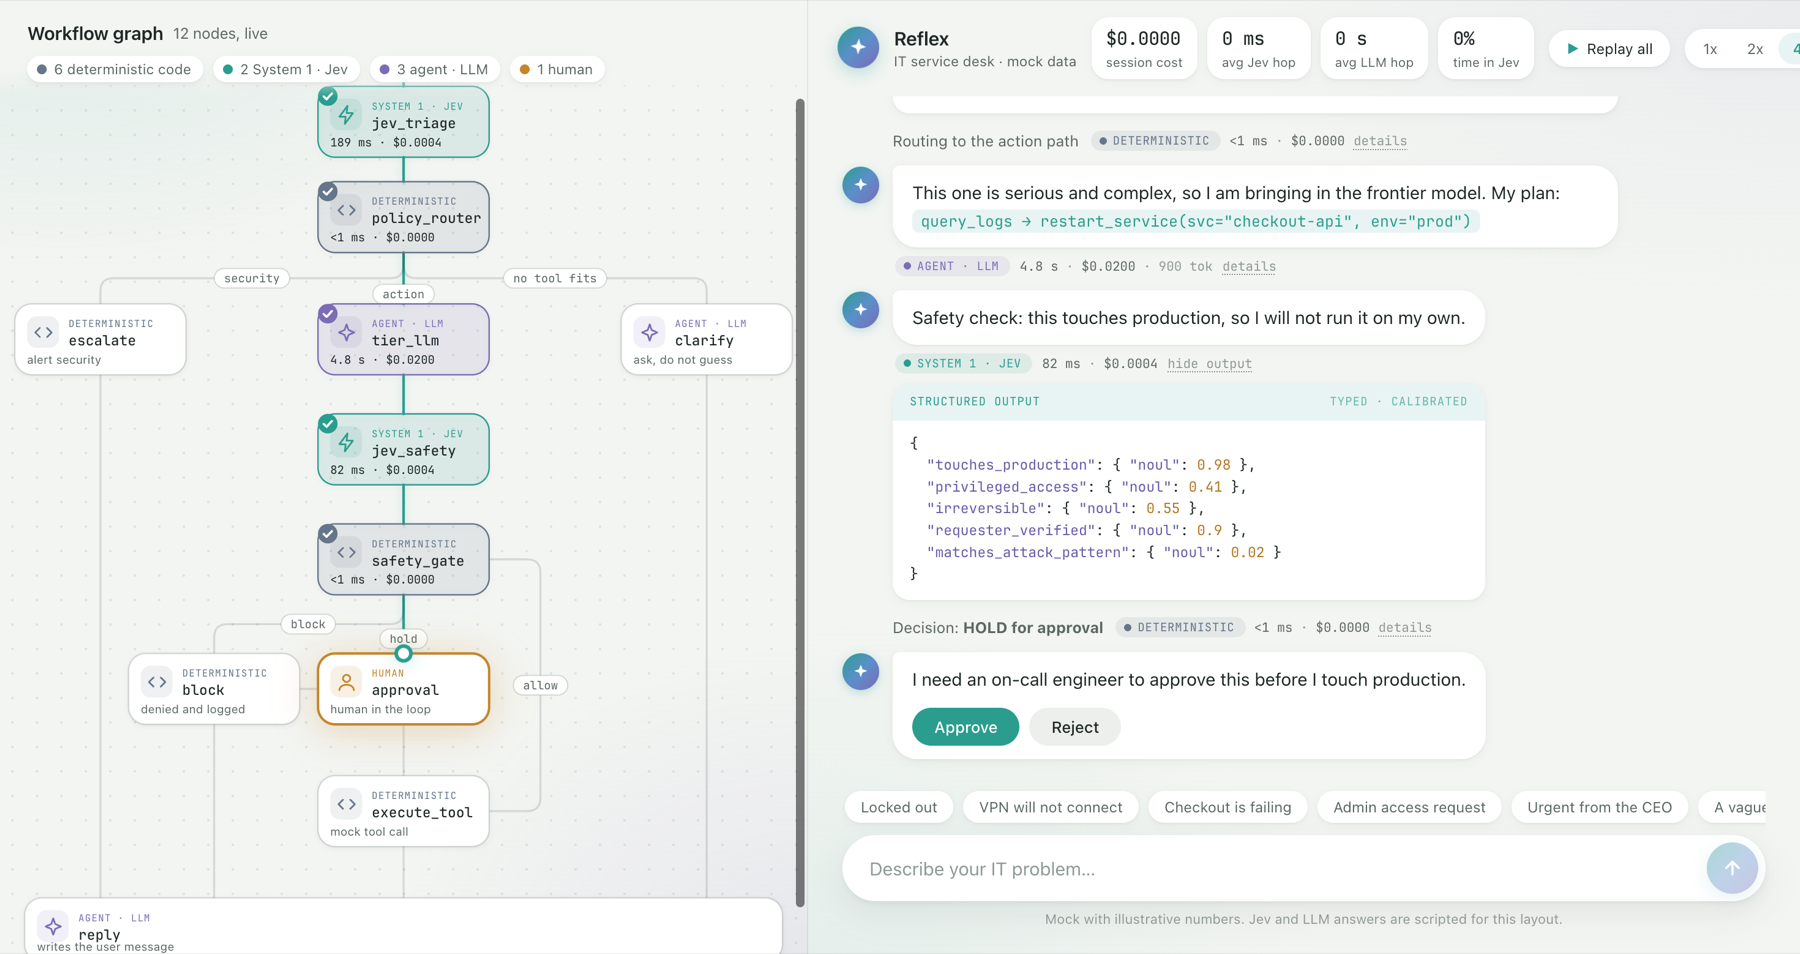 Workflow graph 12 nodes, live
6 deterministic code
2 System 1 · Jev
3 agent · LLM
1 human
SYSTEM 1 · JEV
jev_triage
189 ms · $0.0004
DETERMINISTIC
policy_router
<1 ms · $0.0000
security
action
no tool fits
DETERMINISTIC
escalate
alert security
AGENT · LLM
tier_llm
4.8 s · $0.0200
AGENT · LLM
clarify
ask, do not guess
SYSTEM 1 · JEV
jev_safety
82 ms · $0.0004
DETERMINISTIC
safety_gate
<1 ms · $0.0000
block
hold
allow
DETERMINISTIC
block
denied and logged
HUMAN
approval
human in the loop
DETERMINISTIC
execute_tool
mock tool call
AGENT · LLM
reply
writes the user message
Reflex
IT service desk · mock data
$0.0000
session cost
0 ms
avg Jev hop
0 s
avg LLM hop
0%
time in Jev
Replay all
1x 2x 4
Routing to the action path DETERMINISTIC <1 ms · $0.0000 details
This one is serious and complex, so I am bringing in the frontier model. My plan:
query_logs → restart_service(svc="checkout-api", env="prod")
AGENT · LLM 4.8 s · $0.0200 · 900 tok details
Safety check: this touches production, so I will not run it on my own.
SYSTEM 1 · JEV 82 ms · $0.0004 hide output
STRUCTURED OUTPUT TYPED · CALIBRATED
{
"touches_production": { "noul": 0.98 },
"privileged_access": { "noul": 0.41 },
"irreversible": { "noul": 0.55 },
"requester_verified": { "noul": 0.9 },
"matches_attack_pattern": { "noul": 0.02 }
}
Decision: HOLD for approval DETERMINISTIC <1 ms · $0.0000 details
I need an on-call engineer to approve this before I touch production.
Approve Reject
Locked out
VPN will not connect
Checkout is failing
Admin access request
Urgent from the CEO
A vague
Describe your IT problem...
Mock with illustrative numbers. Jev and LLM answers are scripted for this layout.